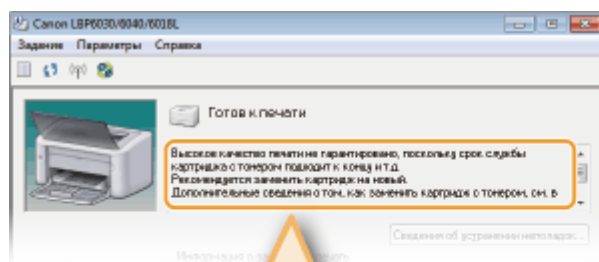 Canon LBP6030/6040/6018L
Задание Параметры Справка
Готов к печати
Высокое качество печати не гарантировано, поскольку срок службы
картриджа с тонером подходит к концу и т.д.
Рекомендуется заменить картридж на новый.
Дополнительные сведения о том, как заменить картридж с тонером, см. в
Сведения об устранении неполадок...
Информация о